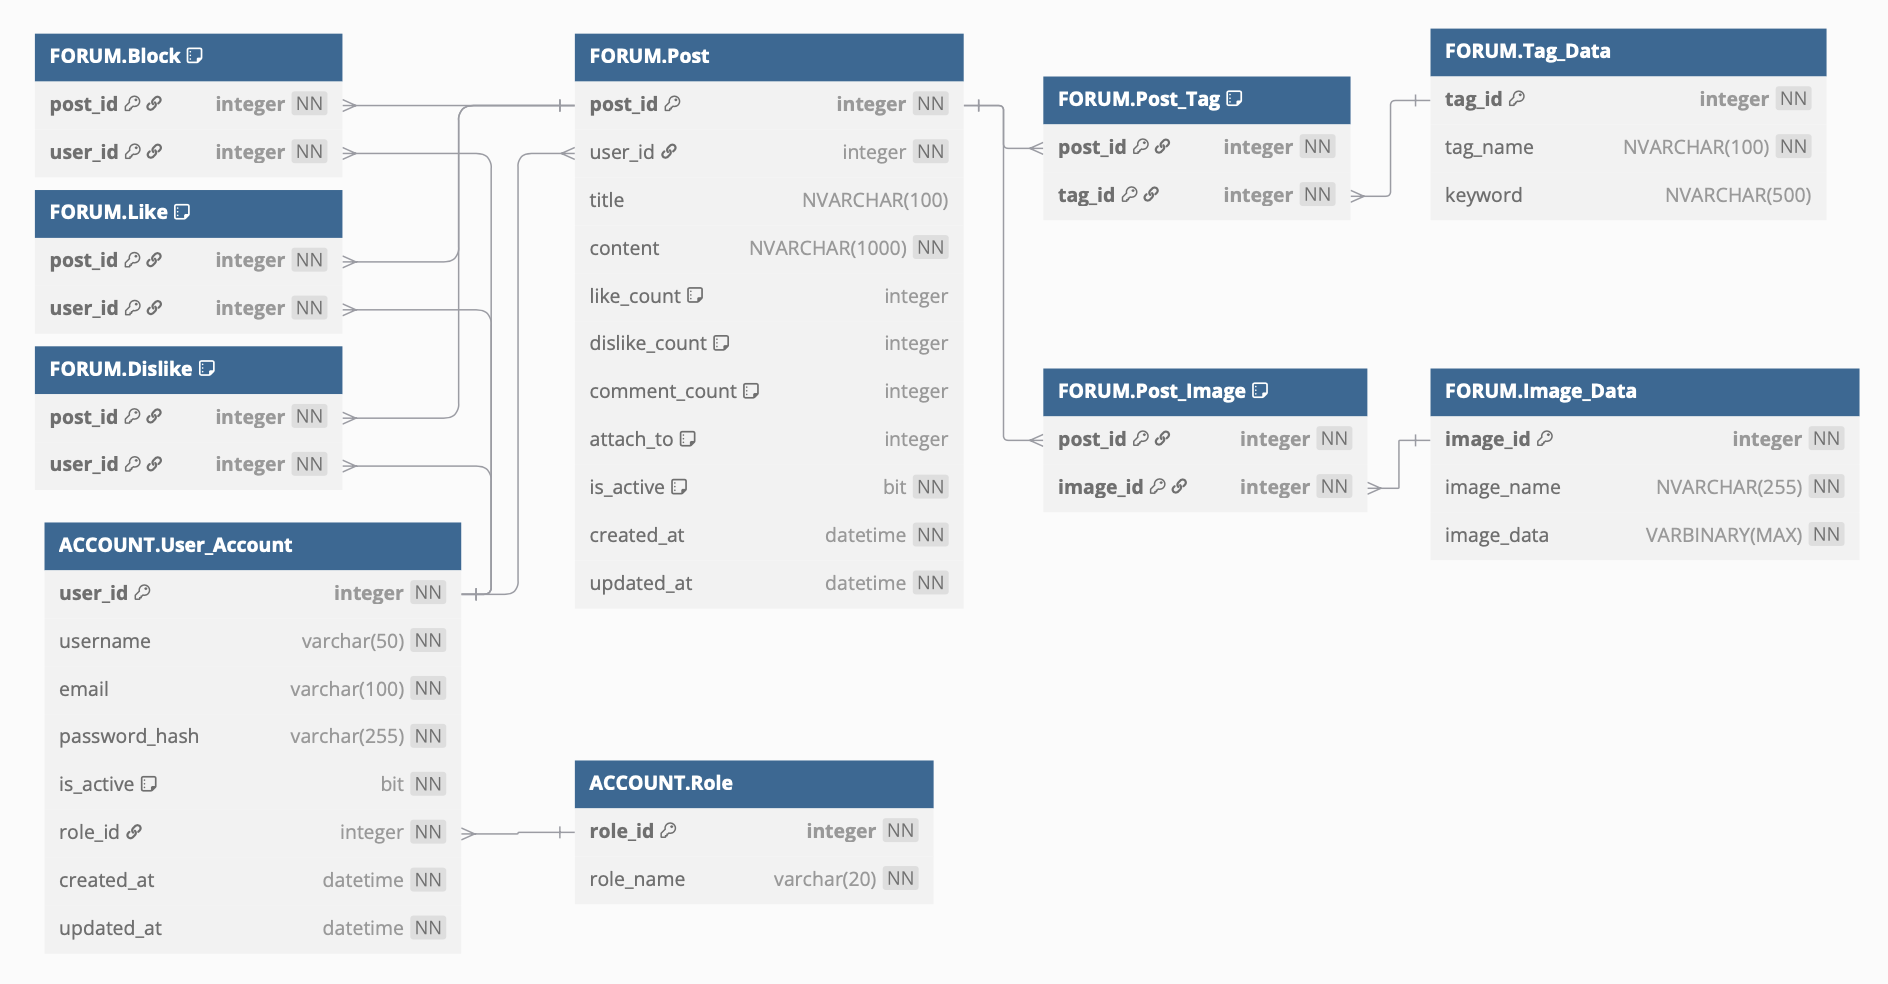 FORUM.Block
post_id integer NN
user_id integer NN
FORUM.Like
post_id integer NN
user_id integer NN
FORUM.Dislike
post_id integer NN
user_id integer NN
ACCOUNT.User_Account
user_id integer NN
username varchar(50) NN
email varchar(100) NN
password_hash varchar(255) NN
is_active bit NN
role_id integer NN
created_at datetime NN
updated_at datetime NN
FORUM.Post
post_id integer NN
user_id integer NN
title NVARCHAR(100)
content NVARCHAR(1000) NN
like_count integer
dislike_count integer
comment_count integer
attach_to integer
is_active bit NN
created_at datetime NN
updated_at datetime NN
ACCOUNT.Role
role_id integer NN
role_name varchar(20) NN
FORUM.Post_Tag
post_id integer NN
tag_id integer NN
FORUM.Post_Image
post_id integer NN
image_id integer NN
FORUM.Tag_Data
tag_id integer NN
tag_name NVARCHAR(100) NN
keyword NVARCHAR(500)
FORUM.Image_Data
image_id integer NN
image_name NVARCHAR(255) NN
image_data VARBINARY(MAX) NN